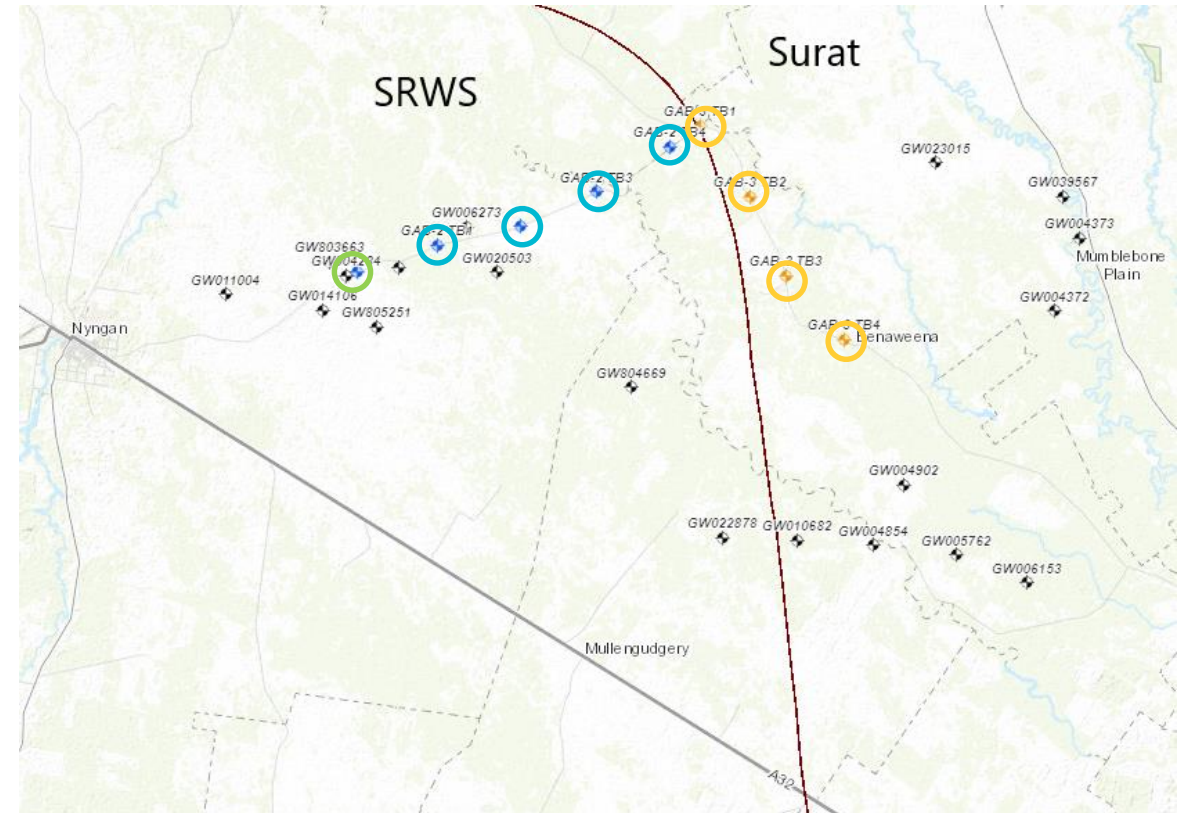 Surat
SRWS
GAB-3 TB1
GAB-2 TB4
GW023015
GAB-2 TB3
GAB-3 TB2
GW039567
GW006273
GAB-2 TB1
GW004373
GW803663
GW004204
GW020503
GAB-3 TB3
Mumblebone
Plain
GW011004
GW014106
GW805251
GW004372
Nyngan
GAB-3 TB4
Benaweena
GW804669
GW004902
GW022878
GW010682
GW004854
GW005762
GW006153
Mullengudgery
A32